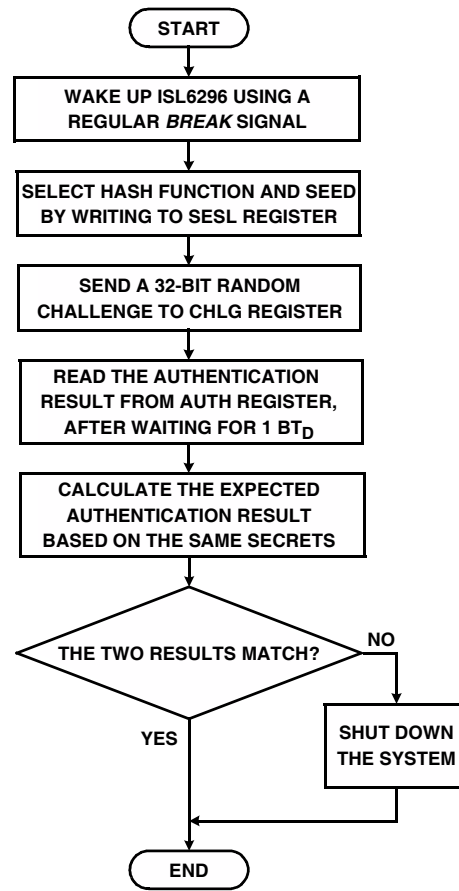 START
WAKE UP ISL6296 USING A
REGULAR BREAK SIGNAL
SELECT HASH FUNCTION AND SEED
BY WRITING TO SESL REGISTER
SEND A 32-BIT RANDOM
CHALLENGE TO CHLG REGISTER
READ THE AUTHENTICATION
RESULT FROM AUTH REGISTER,
AFTER WAITING FOR 1 BTD
CALCULATE THE EXPECTED
AUTHENTICATION RESULT
BASED ON THE SAME SECRETS
THE TWO RESULTS MATCH?
NO
YES
SHUT DOWN
THE SYSTEM
END